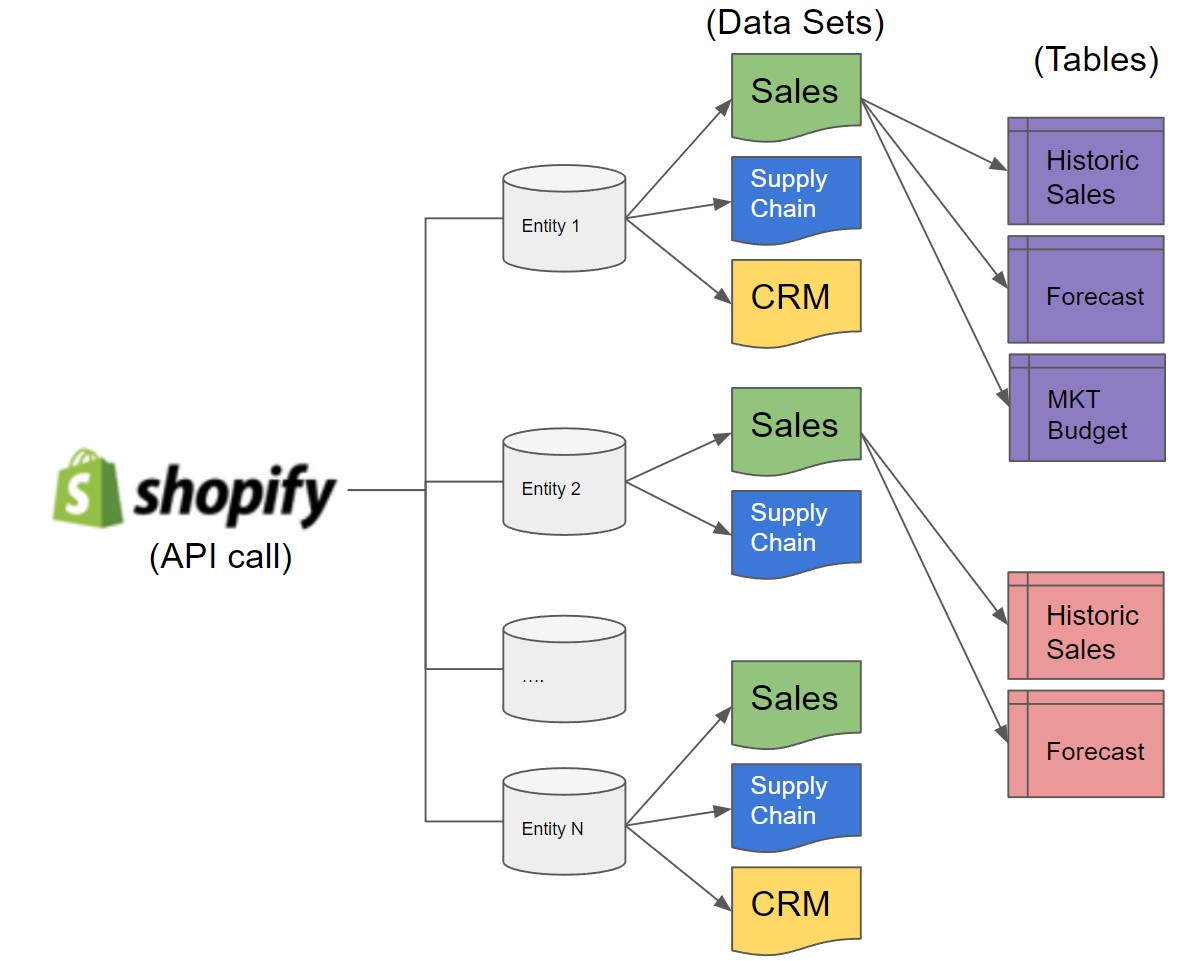 (Data Sets)
(Tables)
Sales
Supply
Chain
CRM
Entity 1
Historic
Sales
Forecast
MKT
Budget
shopify
(API call)
Entity 2
Sales
Supply
Chain
Historic
Sales
Forecast
....
Entity N
Sales
Supply
Chain
CRM